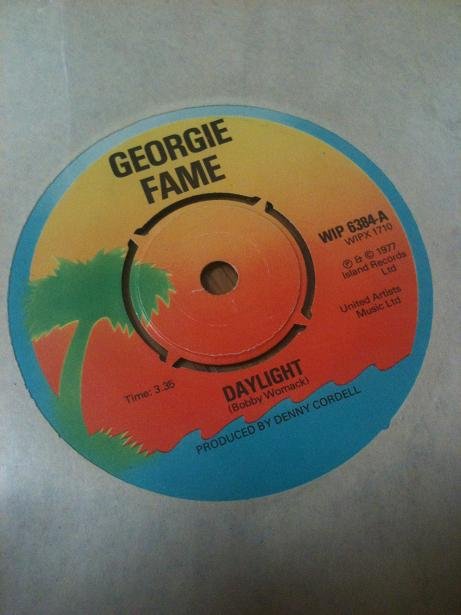 GEORGIE
FAME
WIP 6384-A
WIPX 1710
℗ & © 1977
Island Records
Ltd
United Artists
Music Ltd
Time: 3.35
DAYLIGHT
(Bobby Womack)
PRODUCED BY DENNY CORDELL